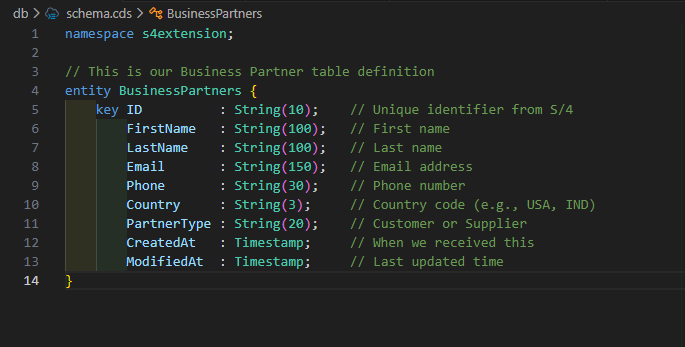 db > schema.cds > BusinessPartners
1 namespace s4extension;
2
3 // This is our Business Partner table definition
4 entity BusinessPartners {
5     key ID          : String(10);    // Unique identifier from S/4
6         FirstName   : String(100);   // First name
7         LastName    : String(100);   // Last name
8         Email       : String(150);   // Email address
9         Phone       : String(30);    // Phone number
10         Country     : String(3);     // Country code (e.g., USA, IND)
11         PartnerType : String(20);    // Customer or Supplier
12         CreatedAt   : Timestamp;     // When we received this
13         ModifiedAt  : Timestamp;     // Last updated time
14 }